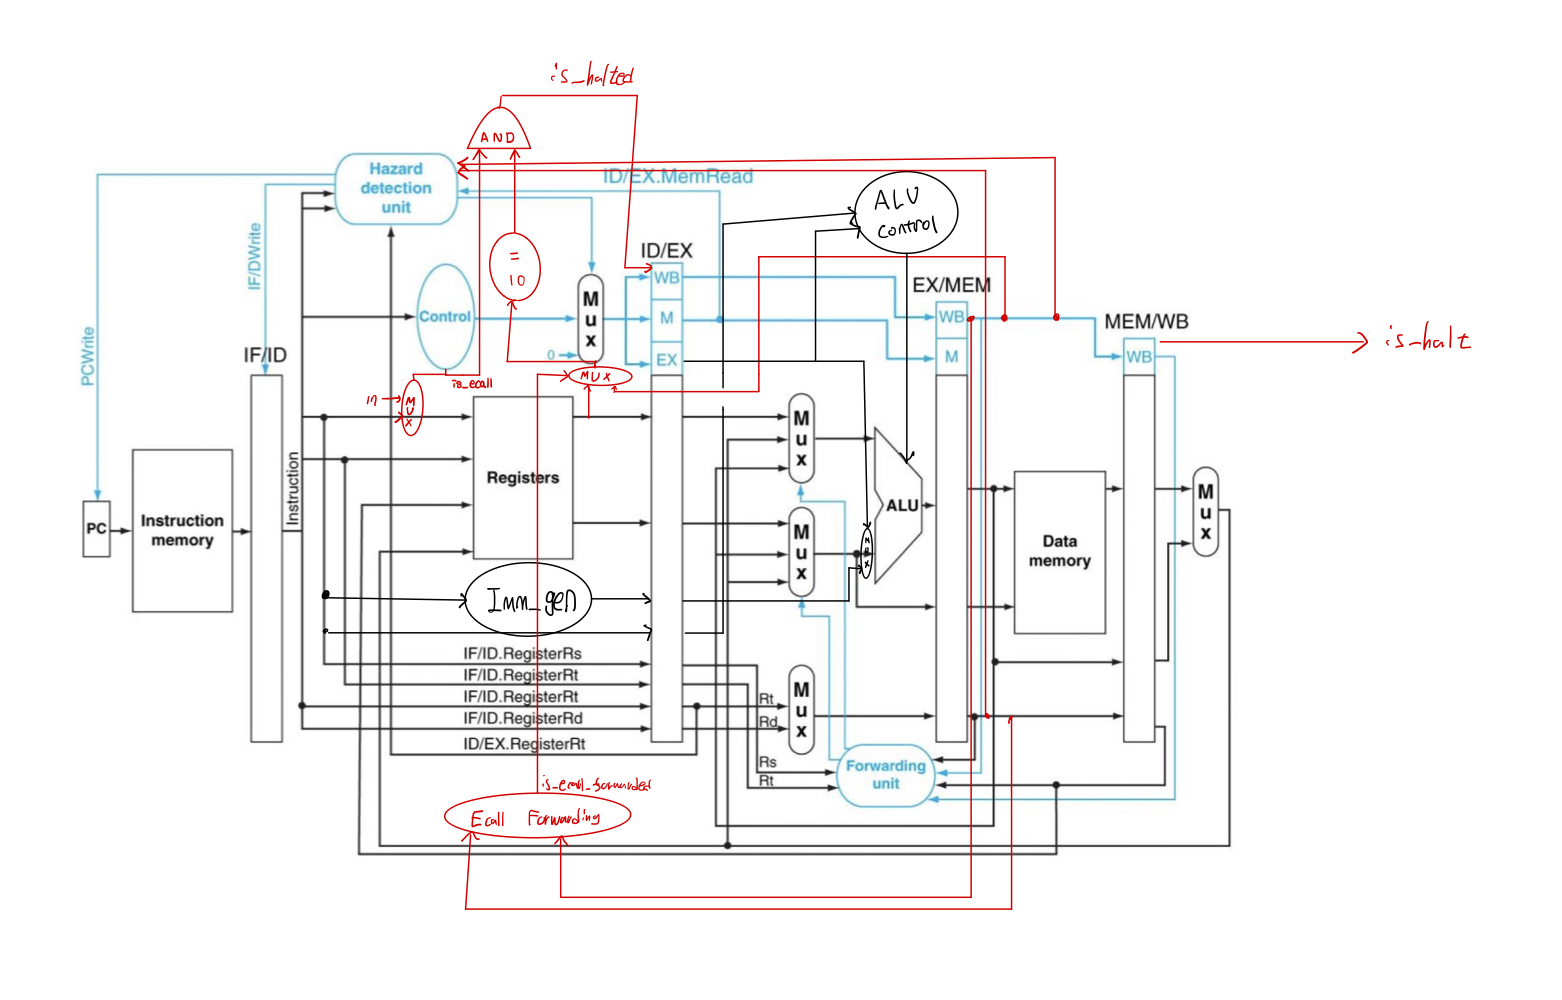 is_halted
AND
Hazard
detection
unit
ID/EX.MemRead
ALU
control
=
10
ID/EX
WB
M
EX
IF/DWrite
PCWrite
Control
Mux
0
MUX
is_ecall
EX/MEM
WB
M
MEM/WB
WB
is_halt
IF/ID
17
MUX
Mux
Registers
Instruction
PC
Instruction
memory
Mux
ALU
MUX
Data
memory
Mux
Imm_gen
IF/ID.RegisterRs
IF/ID.RegisterRt
IF/ID.RegisterRt
IF/ID.RegisterRd
ID/EX.RegisterRt
Rt
Rd
Mux
Rs
Rt
Forwarding
unit
is_ecall_forwarded
Ecall Forwarding